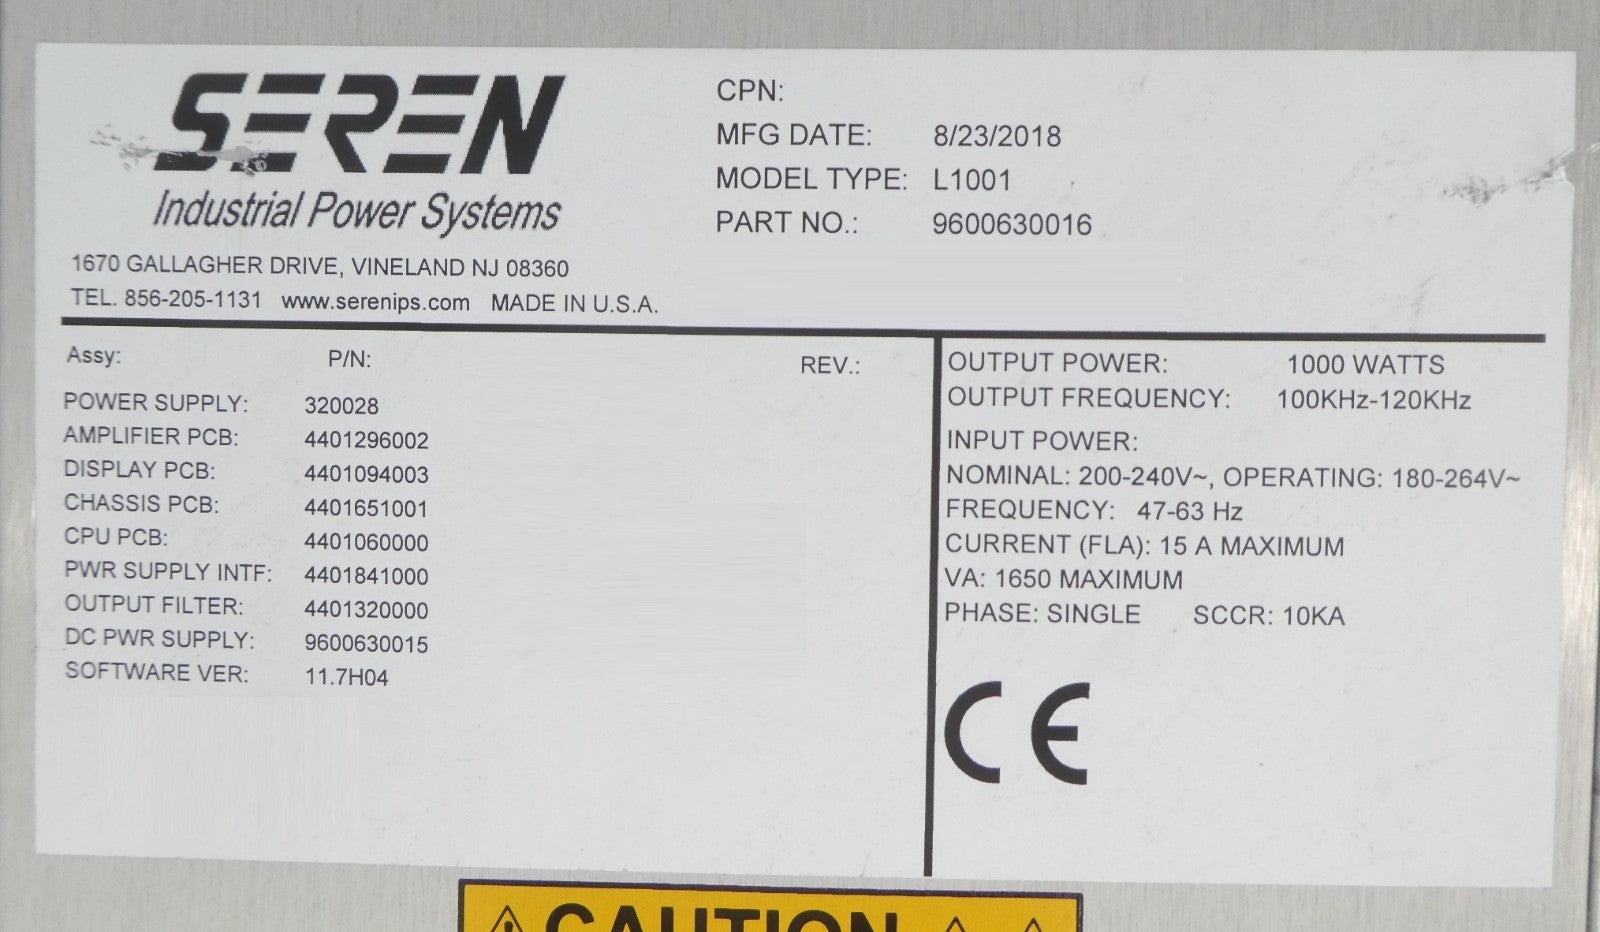 SEREN
Industrial Power Systems
1670 GALLAGHER DRIVE, VINELAND NJ 08360
TEL. 856-205-1131 www.serenips.com MADE IN U.S.A.
CPN:
MFG DATE: 8/23/2018
MODEL TYPE: L1001
PART NO.: 9600630016
Assy: P/N: REV.:
POWER SUPPLY: 320028
AMPLIFIER PCB: 4401296002
DISPLAY PCB: 4401094003
CHASSIS PCB: 4401651001
CPU PCB: 4401060000
PWR SUPPLY INTF: 4401841000
OUTPUT FILTER: 4401320000
DC PWR SUPPLY: 9600630015
SOFTWARE VER: 11.7H04
OUTPUT POWER: 1000 WATTS
OUTPUT FREQUENCY: 100KHz-120KHz
INPUT POWER:
NOMINAL: 200-240V~, OPERATING: 180-264V~
FREQUENCY: 47-63 Hz
CURRENT (FLA): 15 A MAXIMUM
VA: 1650 MAXIMUM
PHASE: SINGLE SCCR: 10KA
CE
CAUTION